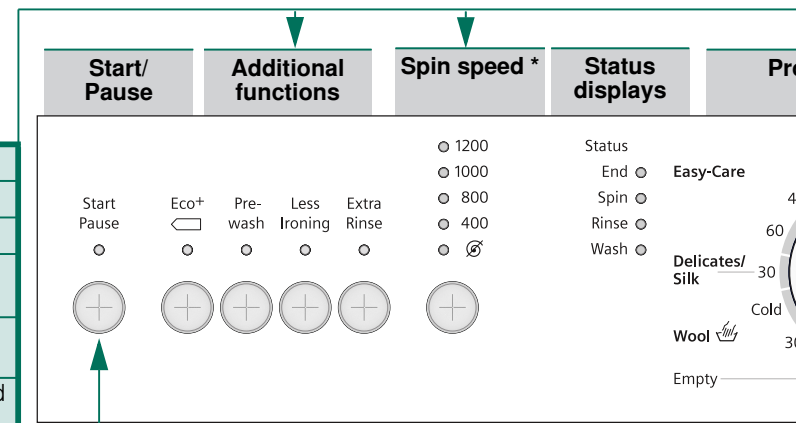 Start/
Pause
Additional
functions
Spin speed *
Status
displays
Start
Pause
Eco+
Pre-
wash
Less
Ironing
Extra
Rinse
1200
1000
800
400
Status
End
Spin
Rinse
Wash
Easy-Care
60
Delicates/
Silk
30
Cold
Wool
Empty